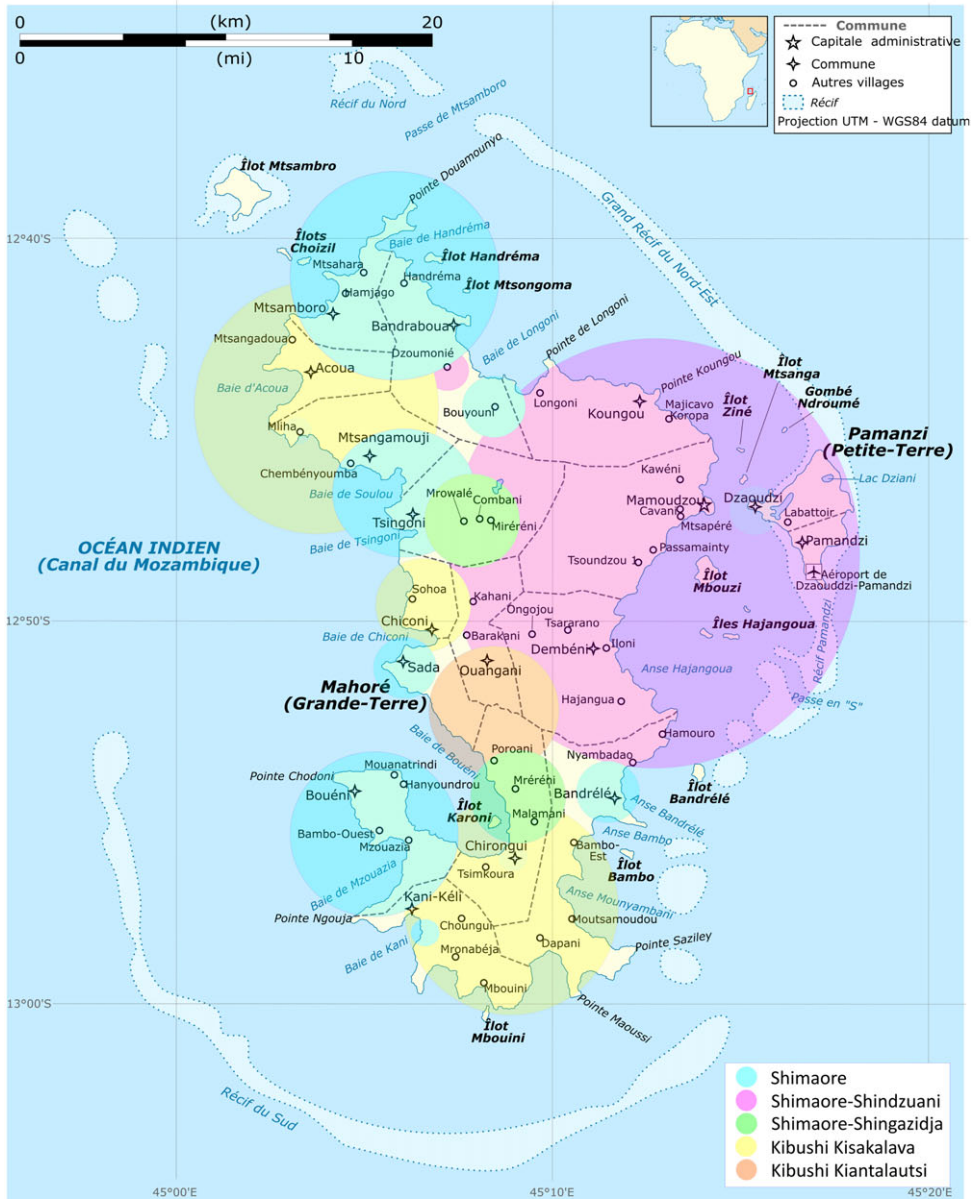 0 (km) 20
0 (mi) 10
Commune
Capitale administrative
Commune
Autres villages
Récif
Projection UTM - WGS84 datum
Récif du Nord
Passe de Mtsamboro
Îlot Mtsambro
Pointe Douamounyo
Grand Récif du Nord-Est
12°40'S
Îlots
Choizil
Baie de Handréma
Îlot Handréma
Mtsahara
Handréma
Îlot Mtsongoma
Hamjago
Mtsamboro
Bandraboua
Baie de Longoni
Pointe de Longoni
Mtsangadoua
Dzoumonié
Acoua
Baie d'Acoua
Pointe Koungou
Îlot
Mtsanga
Longoni
Koungou
Majicavo
Koropa
Îlot
Ziné
Gombé
Ndroumé
Bouyouni
Mliha
Mtsangamouji
Pamanzi
(Petite-Terre)
Chembényoumba
Kawéni
Lac Dziani
Baie de Soulou
Mrowalé
Combani
Mamoudzou
Dzaoudzi
Tsingoni
Miréréni
Cavani
Mtsapéré
Labattoir
Baie de Tsingoni
Pamandzi
OCÉAN INDIEN
(Canal du Mozambique)
Passamainty
Tsoundzou
Îlot
Mbouzi
Aéroport de
Dzaouddzi-Pamandzi
Sohoa
Kahani
Ongojou
12°50'S
Chiconi
Tsararano
Îles Hajangoua
Baie de Chiconi
Barakani
Dembéni
Iloni
Récif Pamandzi
Sada
Ouangani
Anse Hajangoua
Mahoré
(Grande-Terre)
Hajangua
Passe en "S"
Hamouro
Baie de Bouéni
Poroani
Nyambadao
Mouanatrindi
Pointe Chodoni
Hanyoundrou
Bouéni
Mréréni
Bandrélé
Îlot
Bandrélé
Îlot
Karoni
Malamani
Anse Bandrélé
Bambo-Ouest
Mzouazia
Chirongui
Anse Bambo
Bambo-
Est
Îlot
Bambo
Tsimkoura
Baie de Mzouazia
Kani-Kéli
Anse Mounyambani
Pointe Ngouja
Choungui
Moutsamoudou
Baie de Kani
Mronabéja
Dapani
Pointe Saziley
Mbouini
13°00'S
Pointe Maoussi
Îlot
Mbouini
Récif du Sud
Shimaore
Shimaore-Shindzuani
Shimaore-Shingazidja
Kibushi Kisakalava
Kibushi Kiantalautsi
45°00'E
45°10'E
45°20'E